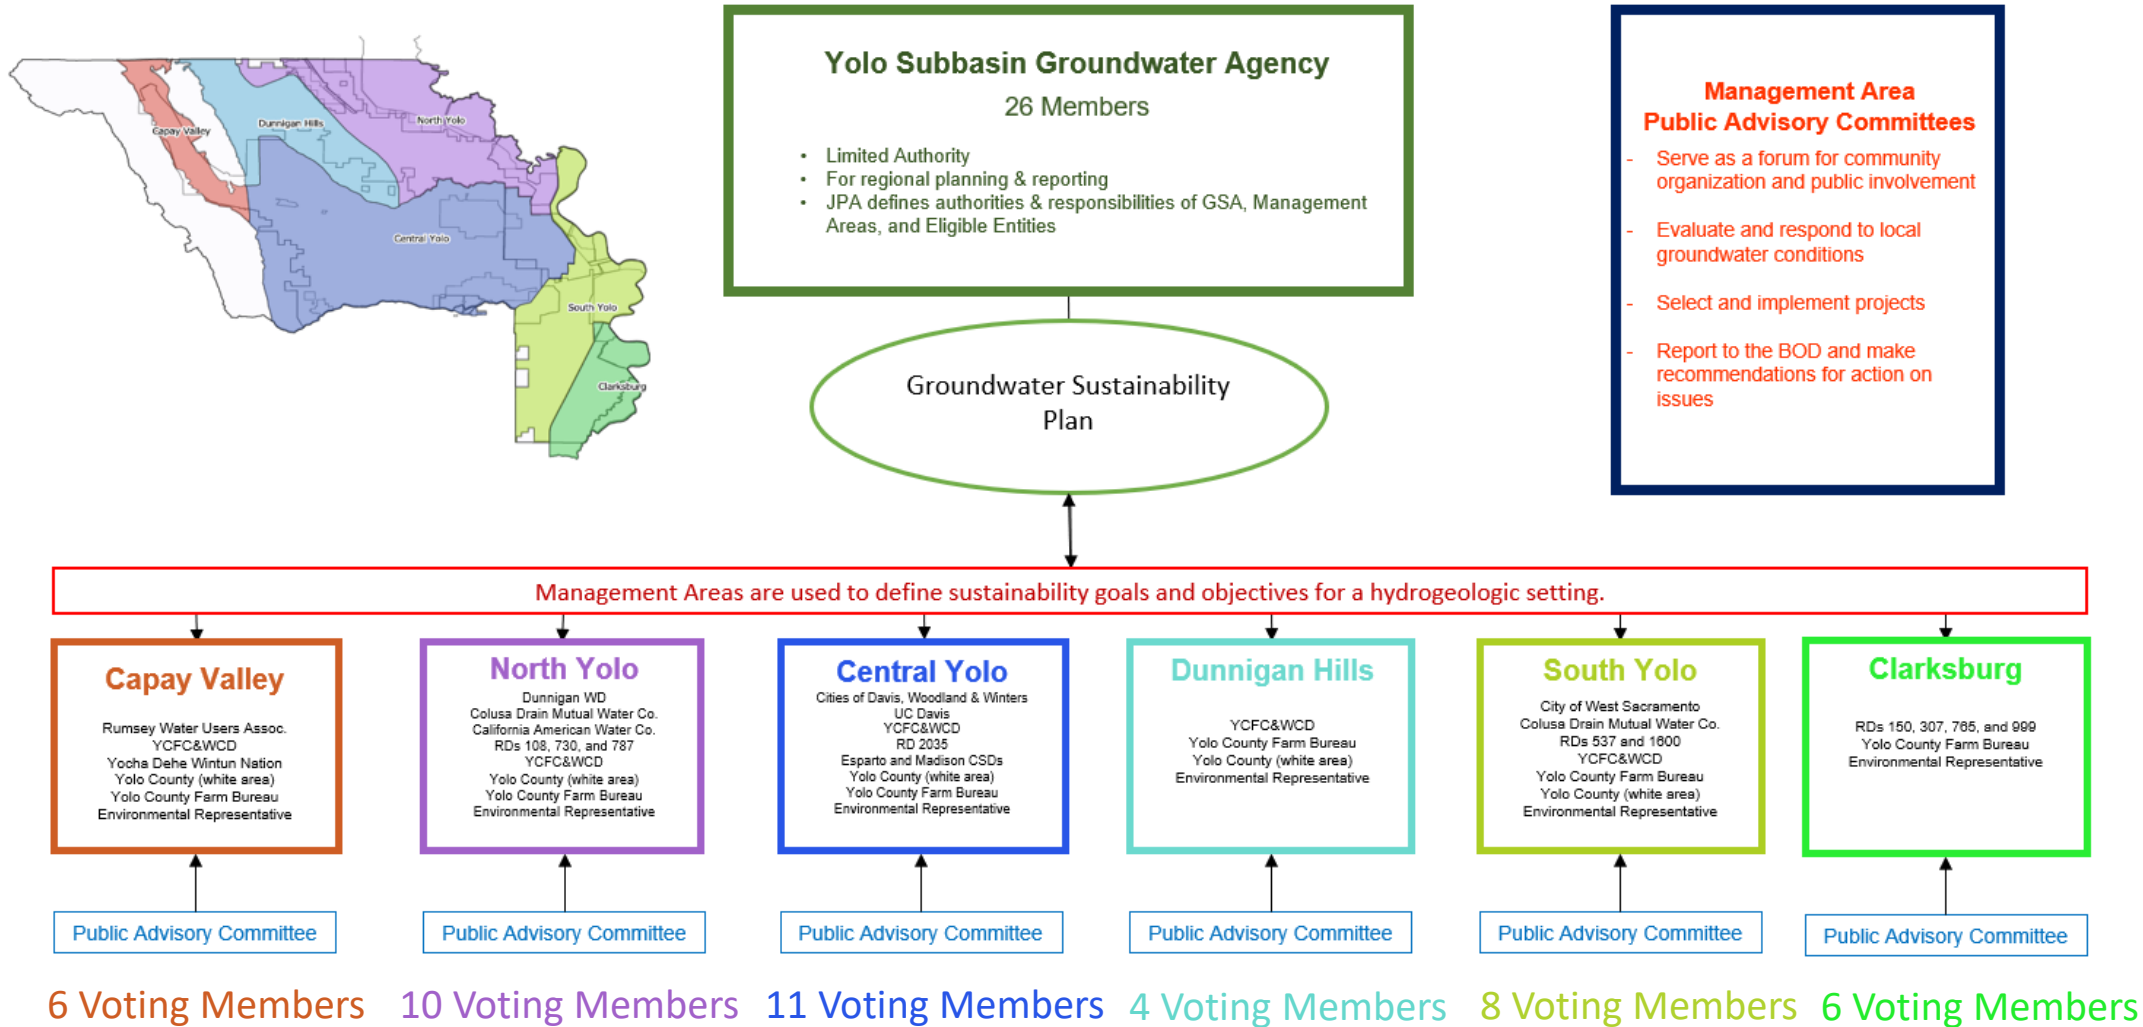 Capay Valley
Dunnigan Hills
North Yolo
Central Yolo
South Yolo
Clarksburg
Yolo Subbasin Groundwater Agency
26 Members
• Limited Authority
• For regional planning & reporting
• JPA defines authorities & responsibilities of GSA, Management
Areas, and Eligible Entities
Management Area
Public Advisory Committees
- Serve as a forum for community
organization and public involvement
- Evaluate and respond to local
groundwater conditions
- Select and implement projects
- Report to the BOD and make
recommendations for action on
issues
Groundwater Sustainability
Plan
Management Areas are used to define sustainability goals and objectives for a hydrogeologic setting.
Capay Valley
Rumsey Water Users Assoc.
YCFC&WCD
Yocha Dehe Wintun Nation
Yolo County (white area)
Yolo County Farm Bureau
Environmental Representative
North Yolo
Dunnigan WD
Colusa Drain Mutual Water Co.
California American Water Co.
RDs 108, 730, and 787
YCFC&WCD
Yolo County (white area)
Yolo County Farm Bureau
Environmental Representative
Central Yolo
Cities of Davis, Woodland & Winters
UC Davis
YCFC&WCD
RD 2035
Esparto and Madison CSDs
Yolo County (white area)
Yolo County Farm Bureau
Environmental Representative
Dunnigan Hills
YCFC&WCD
Yolo County Farm Bureau
Yolo County (white area)
Environmental Representative
South Yolo
City of West Sacramento
Colusa Drain Mutual Water Co.
RDs 537 and 1600
YCFC&WCD
Yolo County Farm Bureau
Yolo County (white area)
Environmental Representative
Clarksburg
RDs 150, 307, 765, and 999
Yolo County Farm Bureau
Environmental Representative
Public Advisory Committee
Public Advisory Committee
Public Advisory Committee
Public Advisory Committee
Public Advisory Committee
Public Advisory Committee
6 Voting Members
10 Voting Members
11 Voting Members
4 Voting Members
8 Voting Members
6 Voting Members